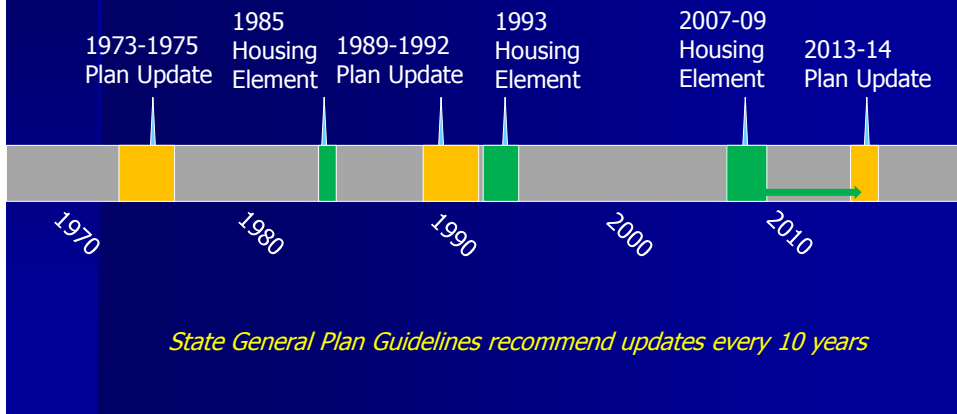 1973-1975
Plan Update
1985
Housing
Element
1989-1992
Plan Update
1993
Housing
Element
2007-09
Housing
Element
2013-14
Plan Update
1970
1980
1990
2000
2010
State General Plan Guidelines recommend updates every 10 years